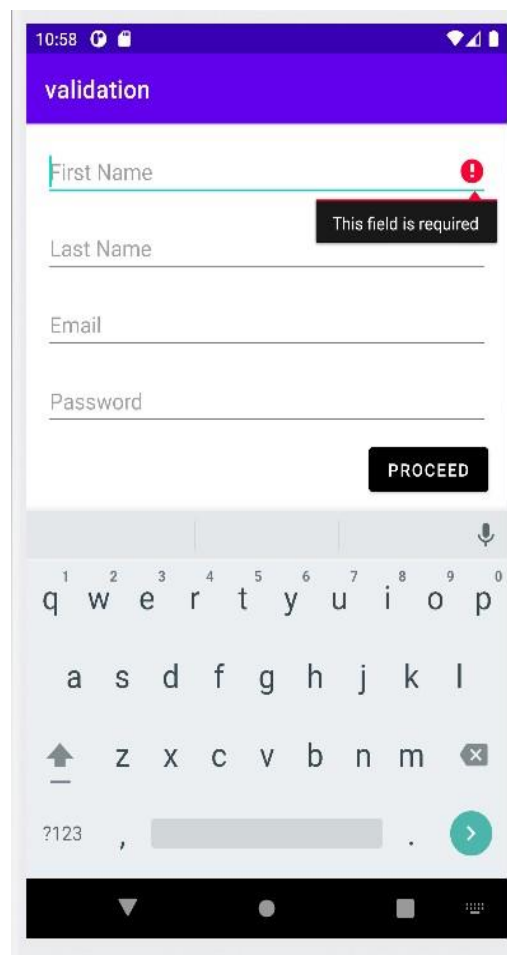 10:58
validation
First Name
This field is required
Last Name
Email
Password
PROCEED
1 2 3 4 5 6 7 8 9 0
q w e r t y u i o p
a s d f g h j k l
z x c v b n m
?123 , .